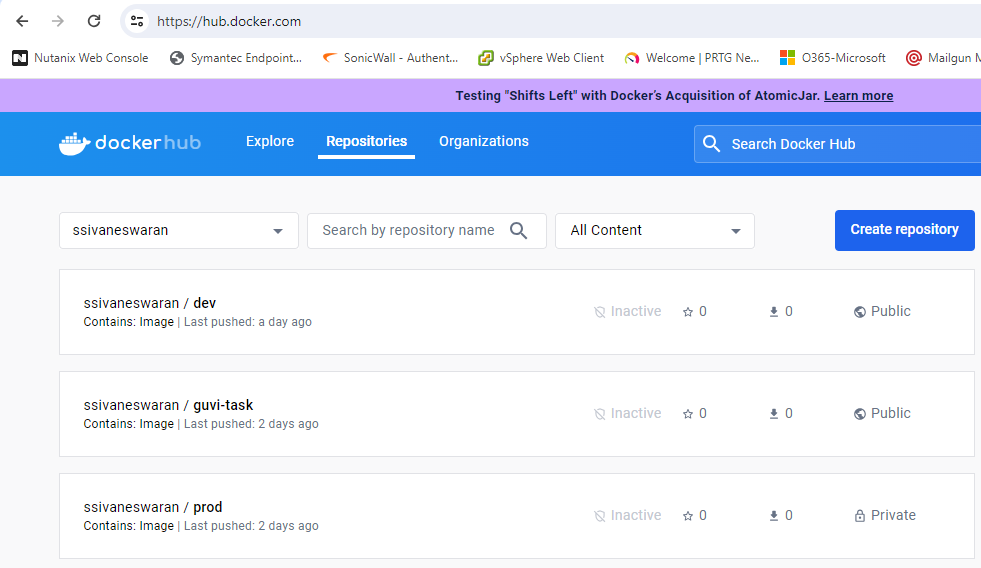 https://hub.docker.com
Nutanix Web Console Symantec Endpoint... SonicWall - Authent... vSphere Web Client Welcome | PRTG Ne... O365-Microsoft Mailgun M
Testing "Shifts Left" with Docker's Acquisition of AtomicJar. Learn more
dockerhub Explore Repositories Organizations Search Docker Hub
ssivaneswaran Search by repository name All Content Create repository
ssivaneswaran / dev
Contains: Image | Last pushed: a day ago
Inactive 0 0 Public
ssivaneswaran / guvi-task
Contains: Image | Last pushed: 2 days ago
Inactive 0 0 Public
ssivaneswaran / prod
Contains: Image | Last pushed: 2 days ago
Inactive 0 0 Private